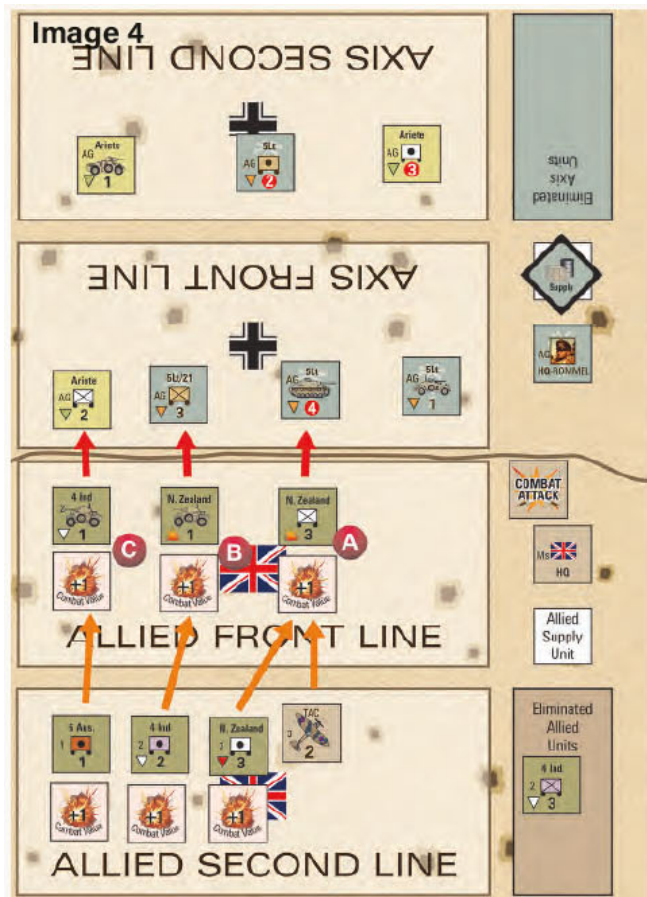 Image 4
AXIS SECOND LINE
Ariete
AG
1
5Lt
AG
2
Ariete
AG
3
Eliminated
Axis
Units
AXIS FRONT LINE
Supply
AG
HQ-ROMMEL
Ariete
AG
2
5Lt/21
AG
3
5Lt
AG
4
5Lt
AG
1
4 Ind
2
1
N. Zealand
1
N. Zealand
3
C
B
A
+1
Combat Value
+1
Combat Value
+1
Combat Value
ALLIED FRONT LINE
COMBAT
ATTACK
Ms
HQ
Allied
Supply
Unit
6 Aus.
1
1
4 Ind
2
2
N. Zealand
3
TAC
3
2
+1
Combat Value
+1
Combat Value
+1
Combat Value
ALLIED SECOND LINE
Eliminated
Allied
Units
4 Ind
2
3